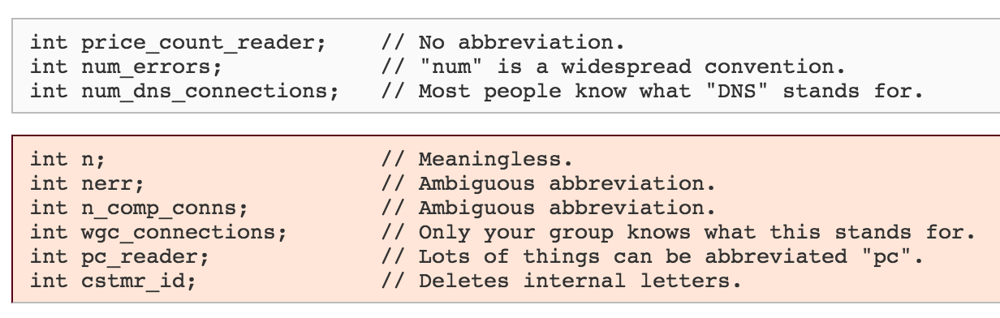 int price_count_reader;    // No abbreviation.
int num_errors;            // "num" is a widespread convention.
int num_dns_connections;   // Most people know what "DNS" stands for.
int n;                     // Meaningless.
int nerr;                  // Ambiguous abbreviation.
int n_comp_conns;          // Ambiguous abbreviation.
int wgc_connections;       // Only your group knows what this stands for.
int pc_reader;             // Lots of things can be abbreviated "pc".
int cstmr_id;              // Deletes internal letters.